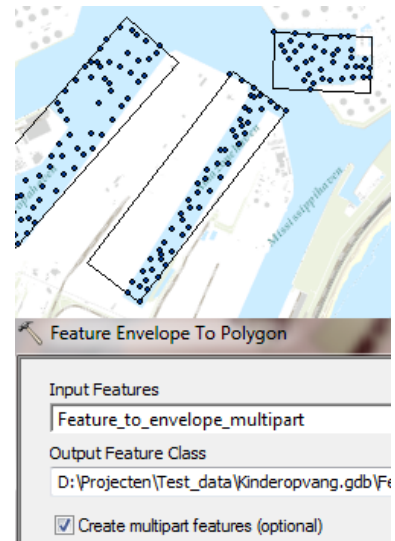 Mississippihaven
Feature Envelope To Polygon
Input Features
Feature_to_envelope_multipart
Output Feature Class
D:\Projecten\Test_data\Kinderopvang.gdb\Fe
Create multipart features (optional)